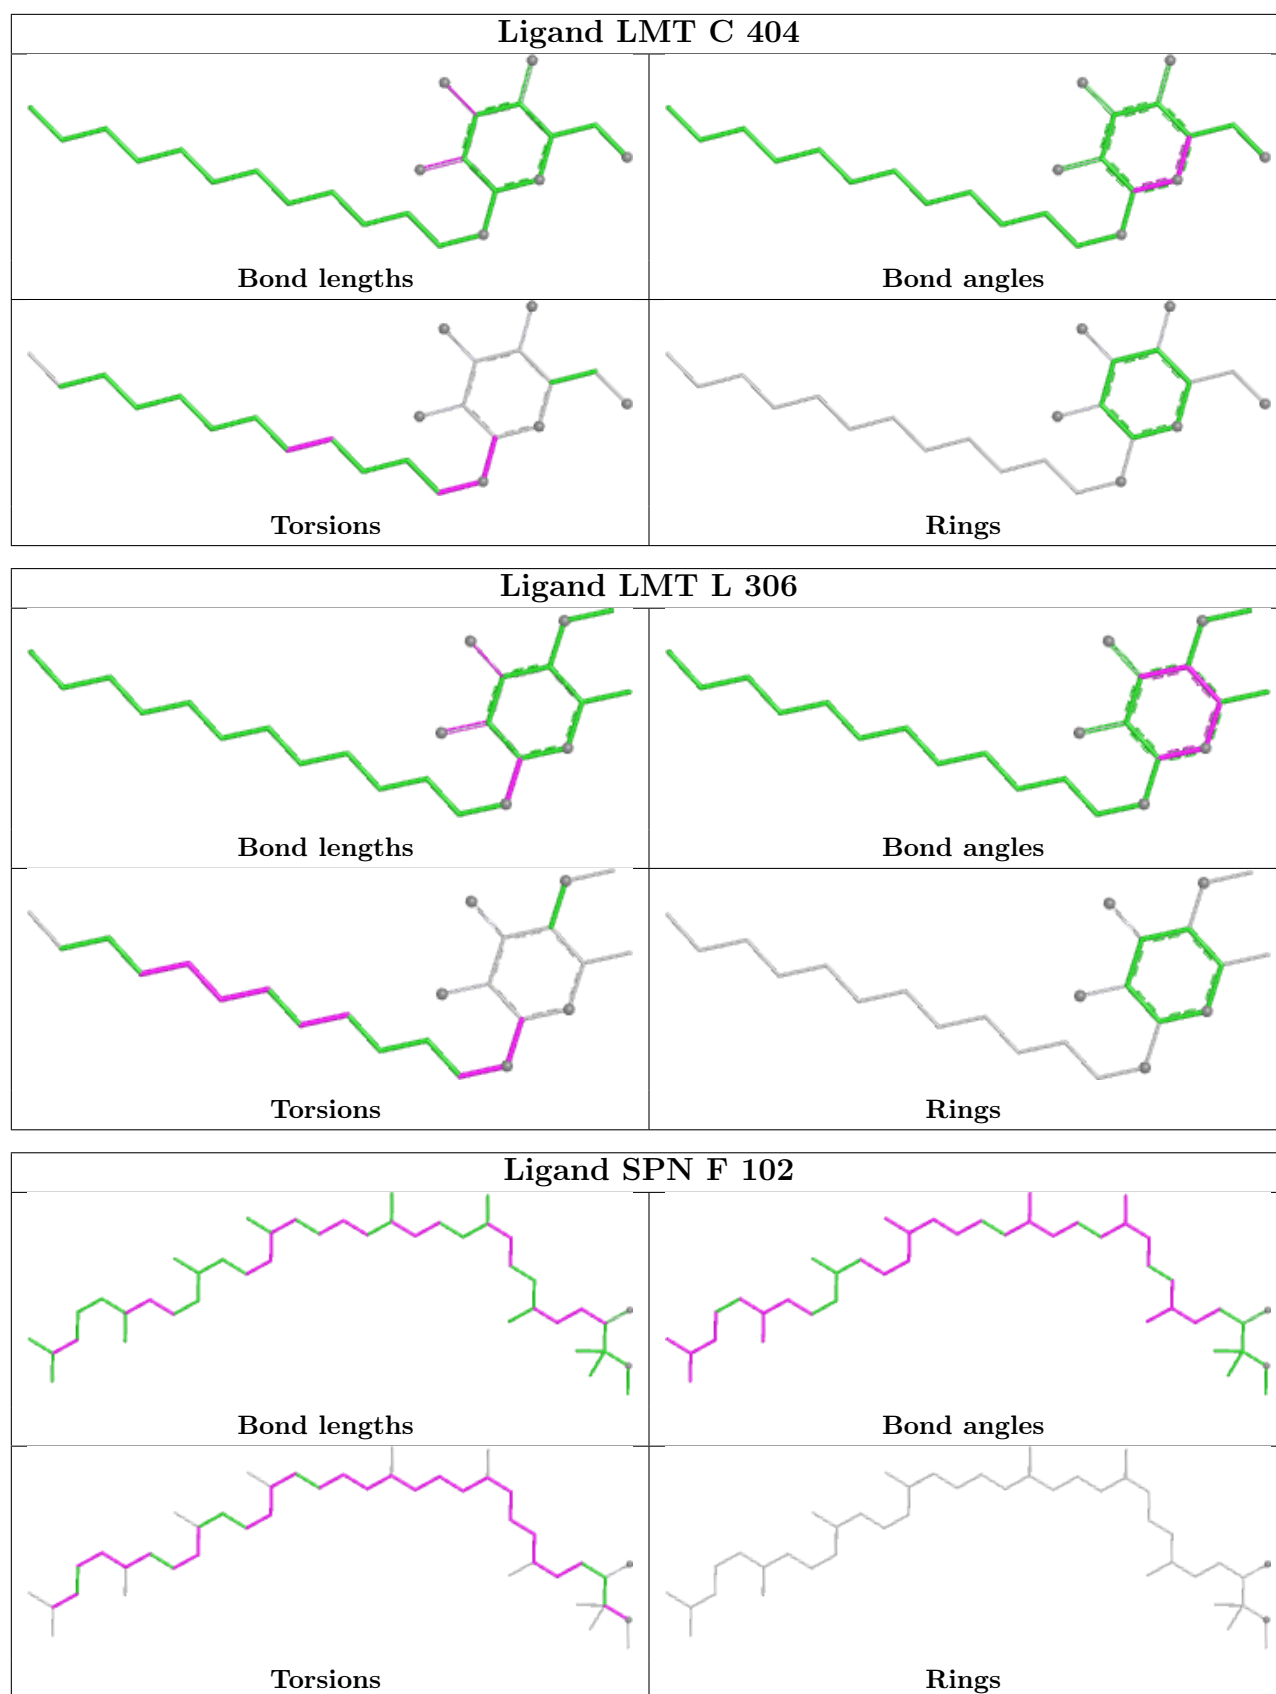 Ligand LMT C 404
Bond lengths
Bond angles
Torsions
Rings
Ligand LMT L 306
Bond lengths
Bond angles
Torsions
Rings
Ligand SPN F 102
Bond lengths
Bond angles
Torsions
Rings